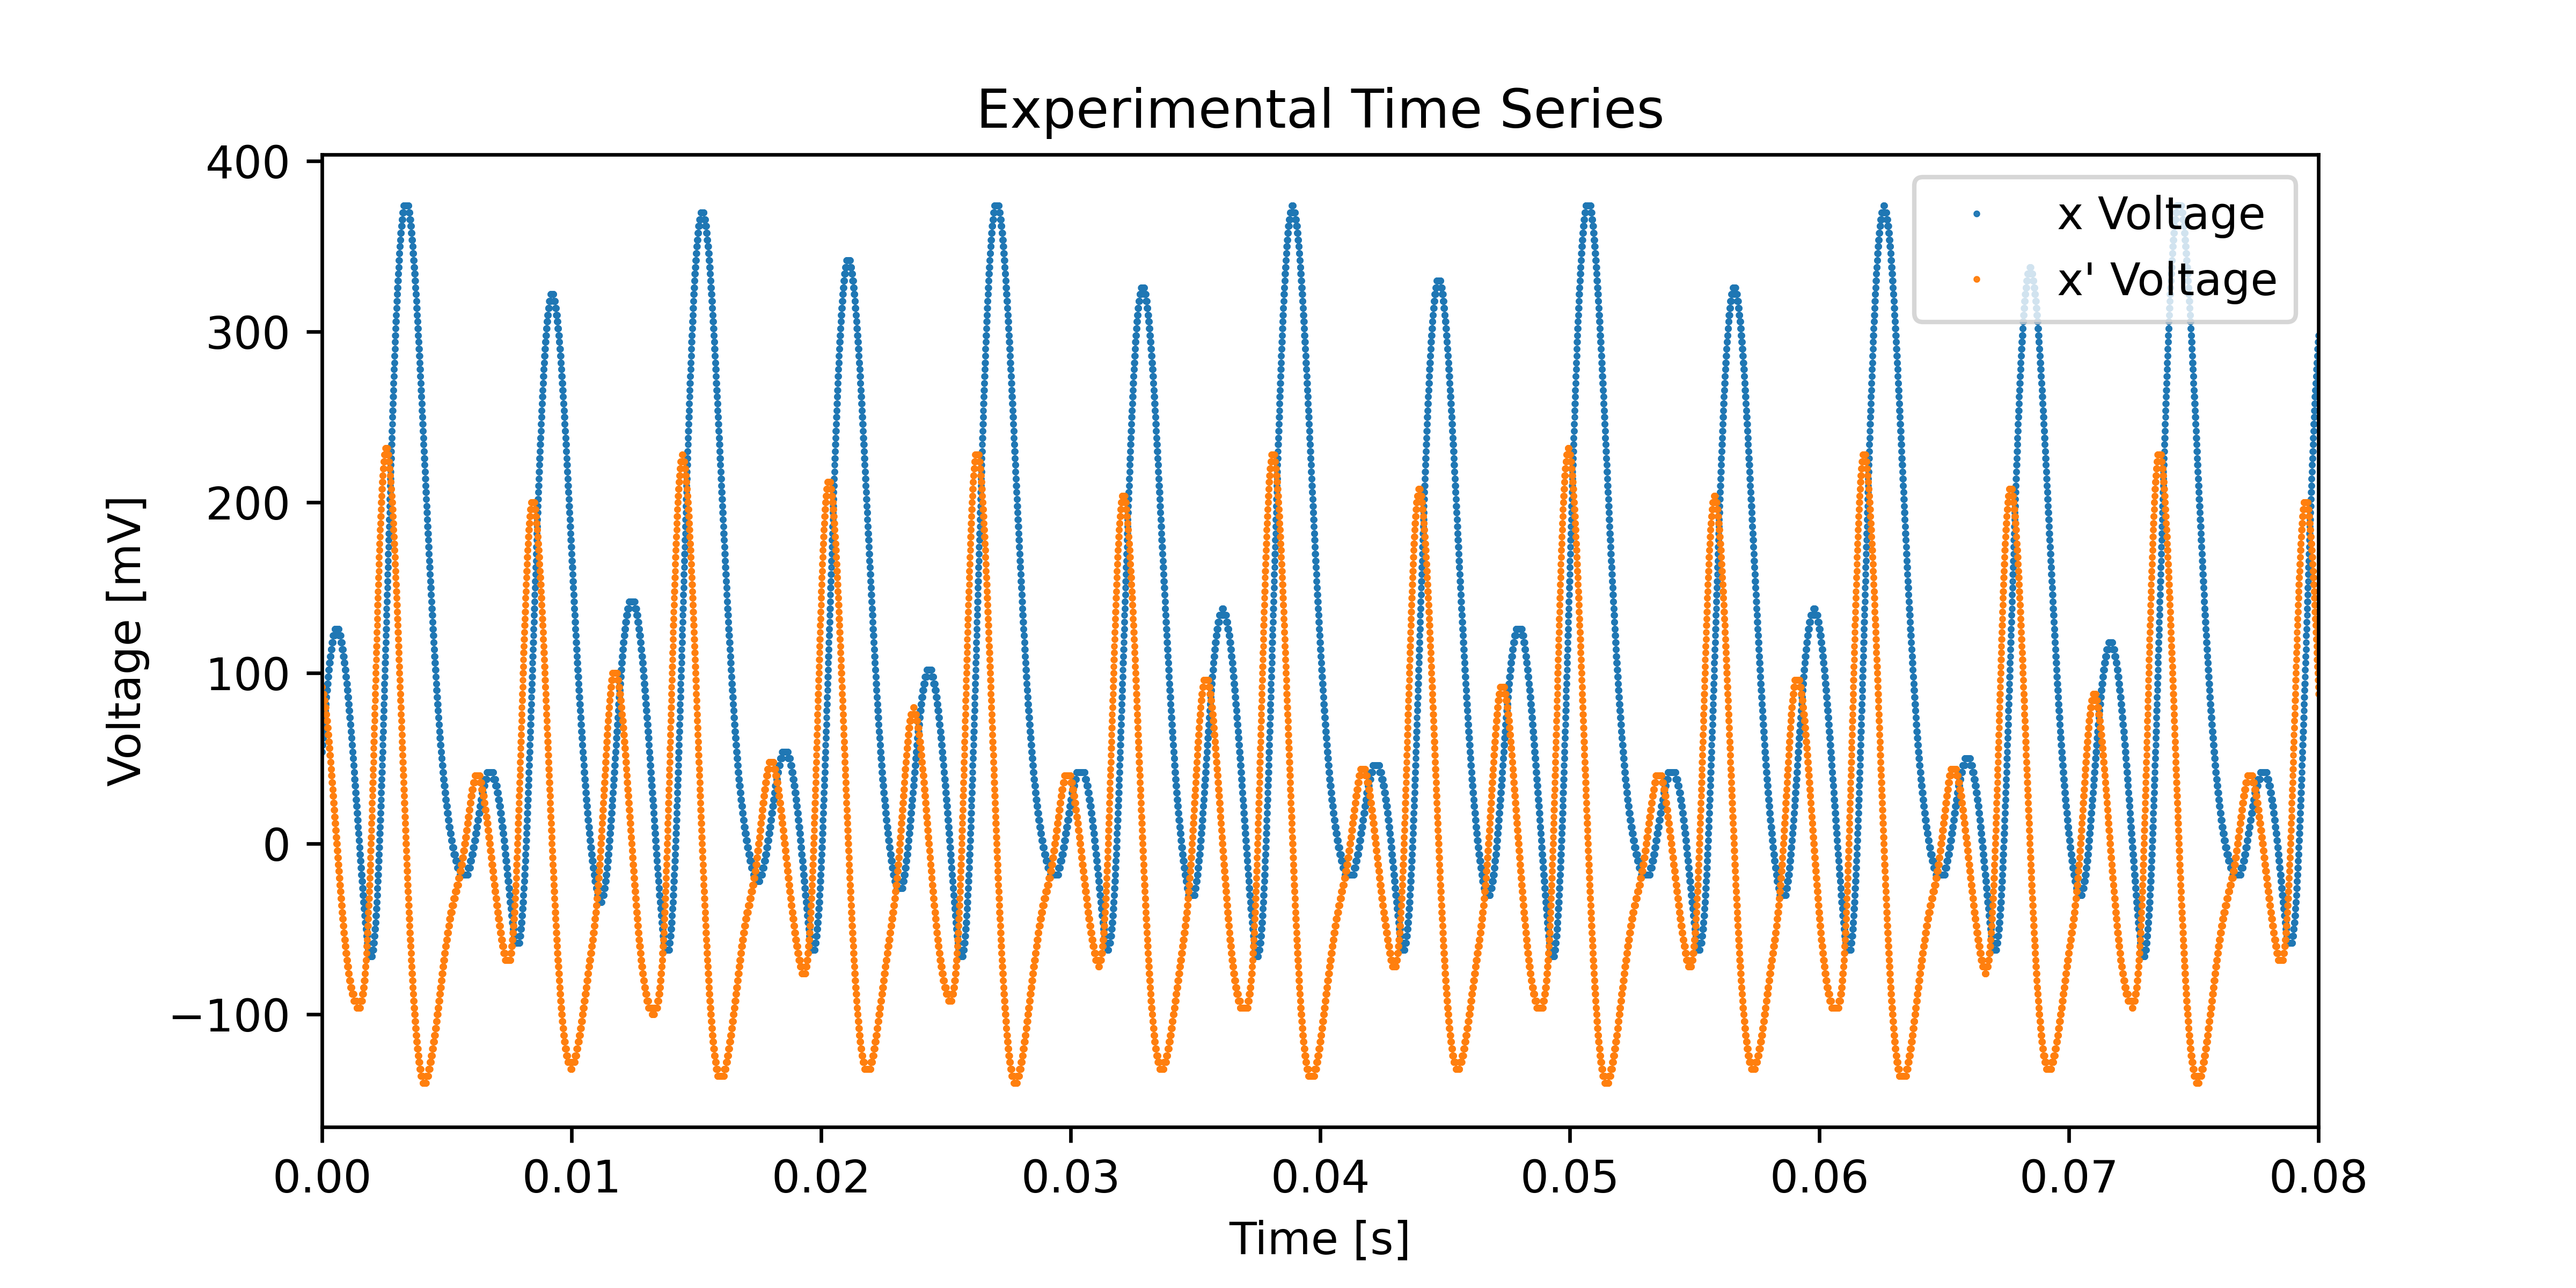 Experimental Time Series
400
300
200
100
0
−100
Voltage [mV]
x Voltage
x' Voltage
0.00 0.01 0.02 0.03 0.04 0.05 0.06 0.07 0.08
Time [s]